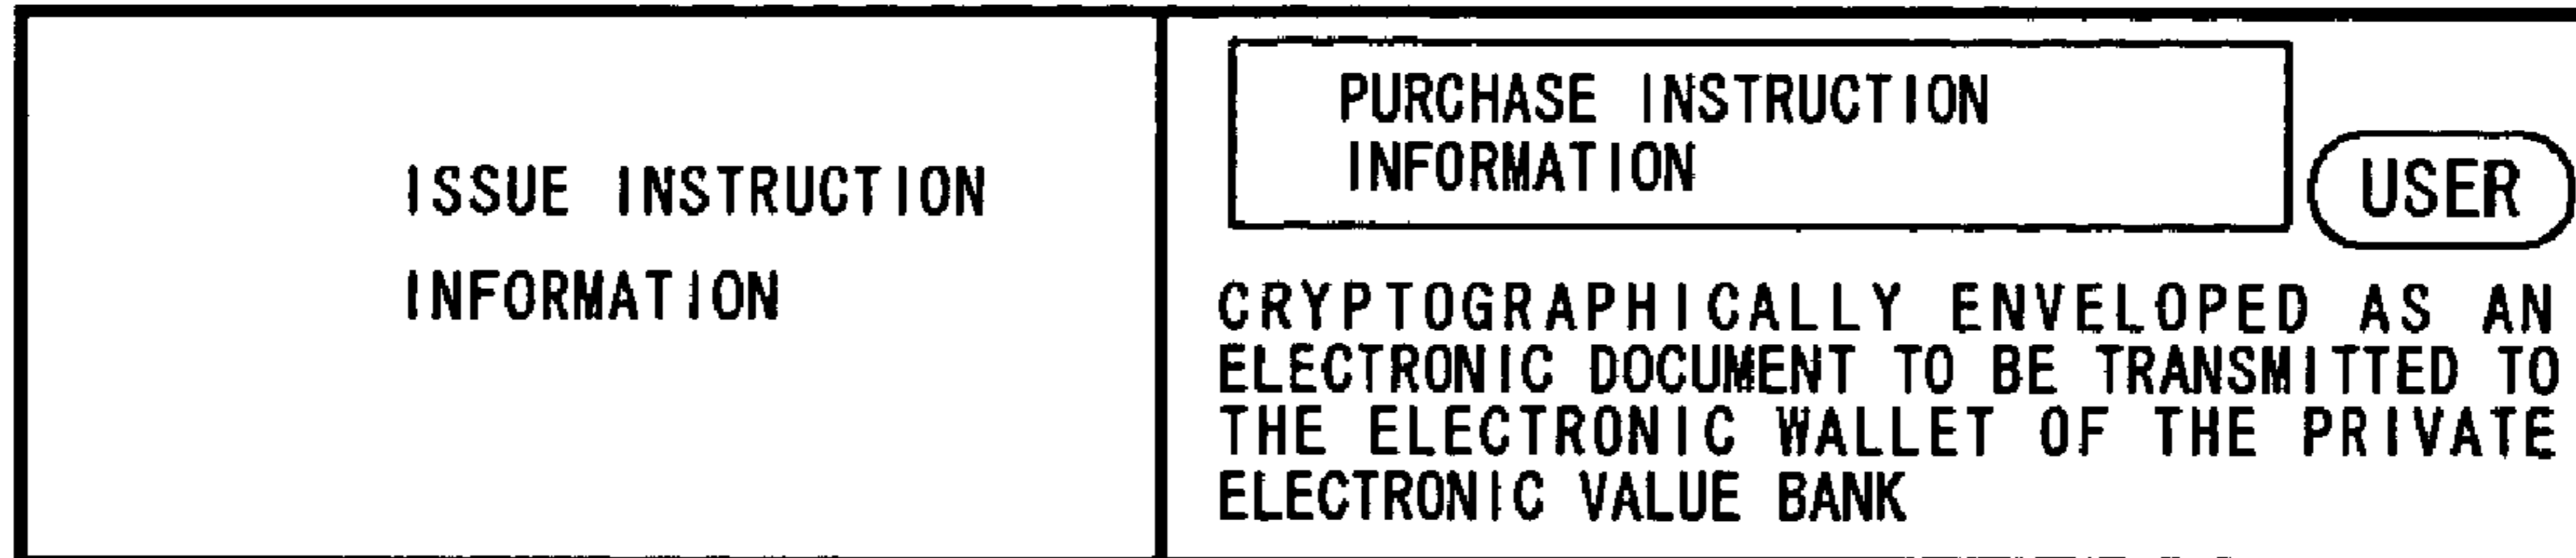 ISSUE INSTRUCTION
INFORMATION
PURCHASE INSTRUCTION
INFORMATION
USER
CRYPTOGRAPHICALLY ENVELOPED AS AN
ELECTRONIC DOCUMENT TO BE TRANSMITTED TO
THE ELECTRONIC WALLET OF THE PRIVATE
ELECTRONIC VALUE BANK